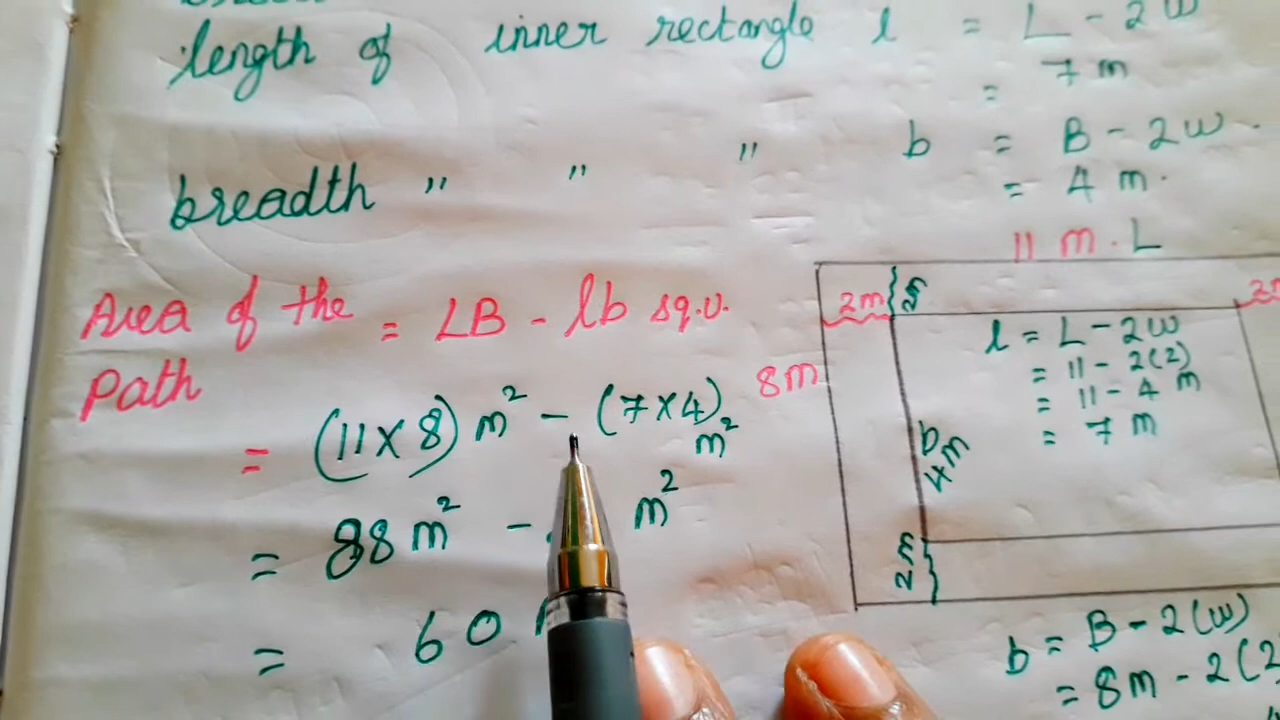 length of inner rectangle l = L - 2w
= 7 m
breadth " " " b = B - 2w.
= 4 m.
Area of the Path = LB - lb sq.u.
= (11 x 8) m² - (7 x 4) m²
= 88 m² - m²
= 60
11 m. L
2m 2m 2m
8m
l = L - 2w
= 11 - 2(2)
= 11 - 4 m
= 7 m
b
4m
2m
b = B - 2(w)
= 8m - 2(2